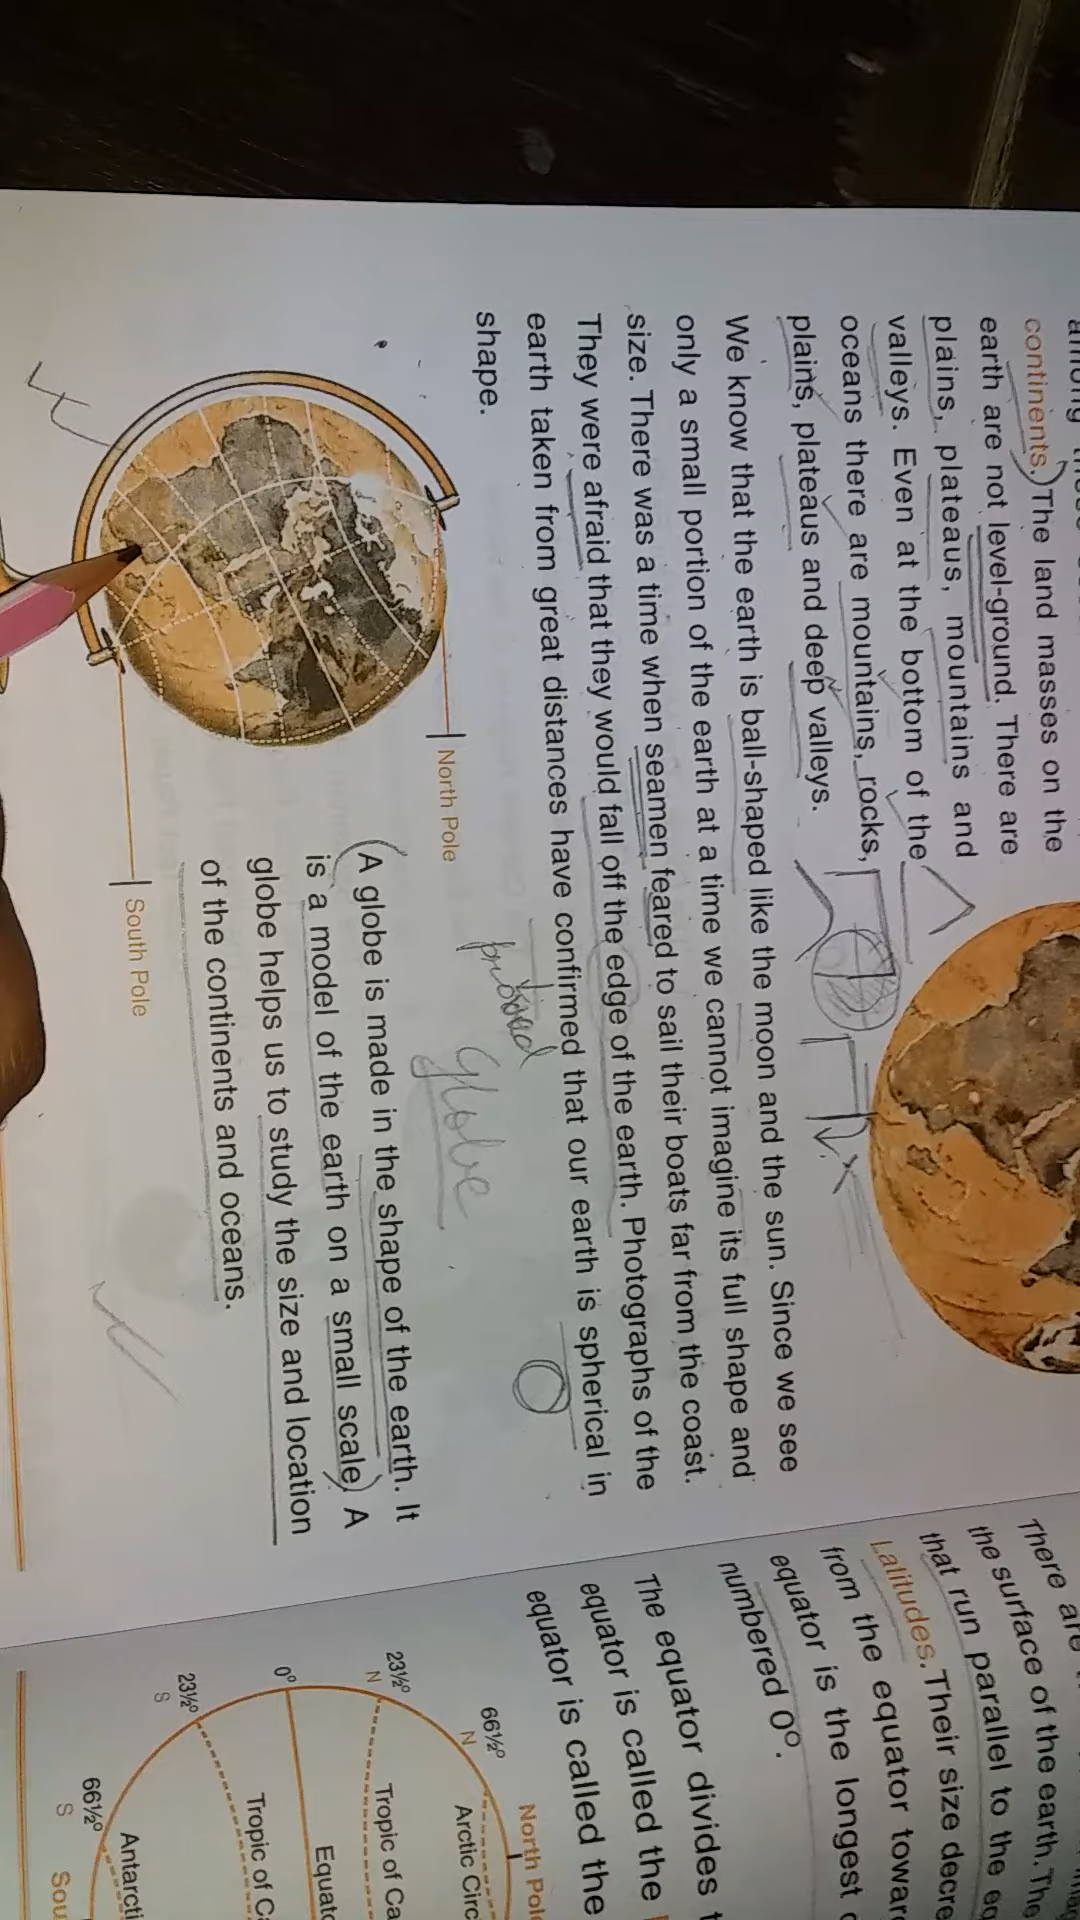 continents. The land masses on the
earth are not level-ground. There are
plains, plateaus, mountains and
valleys. Even at the bottom of the
oceans there are mountains, rocks,
plains, plateaus and deep valleys.
We know that the earth is ball-shaped like the moon and the sun. Since we see
only a small portion of the earth at a time we cannot imagine its full shape and
size. There was a time when seamen feared to sail their boats far from the coast.
They were afraid that they would fall off the edge of the earth. Photographs of the
earth taken from great distances have confirmed that our earth is spherical in
shape.
Globe
North Pole
A globe is made in the shape of the earth. It
is a model of the earth on a small scale. A
globe helps us to study the size and location
of the continents and oceans.
South Pole
There are
the surface of the earth. The
that run parallel to the
Latitudes. Their size
from the equator
equator is the longest
numbered 0°.
The equator divides
equator is called the
equator is called the
North
66½°
N
Arctic
23½°
N
Tropic of
0°
23½°
S
Tropic of
66½°
S